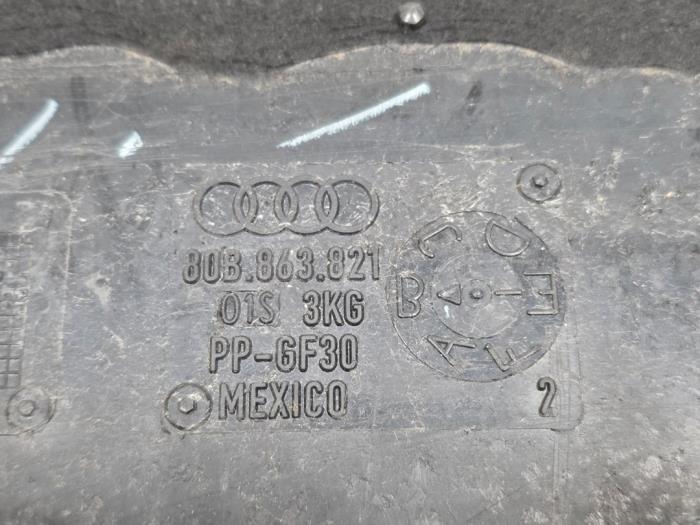 80B.863.821
01S 3KG
PP-GF30
MEXICO
2
A B C D E F